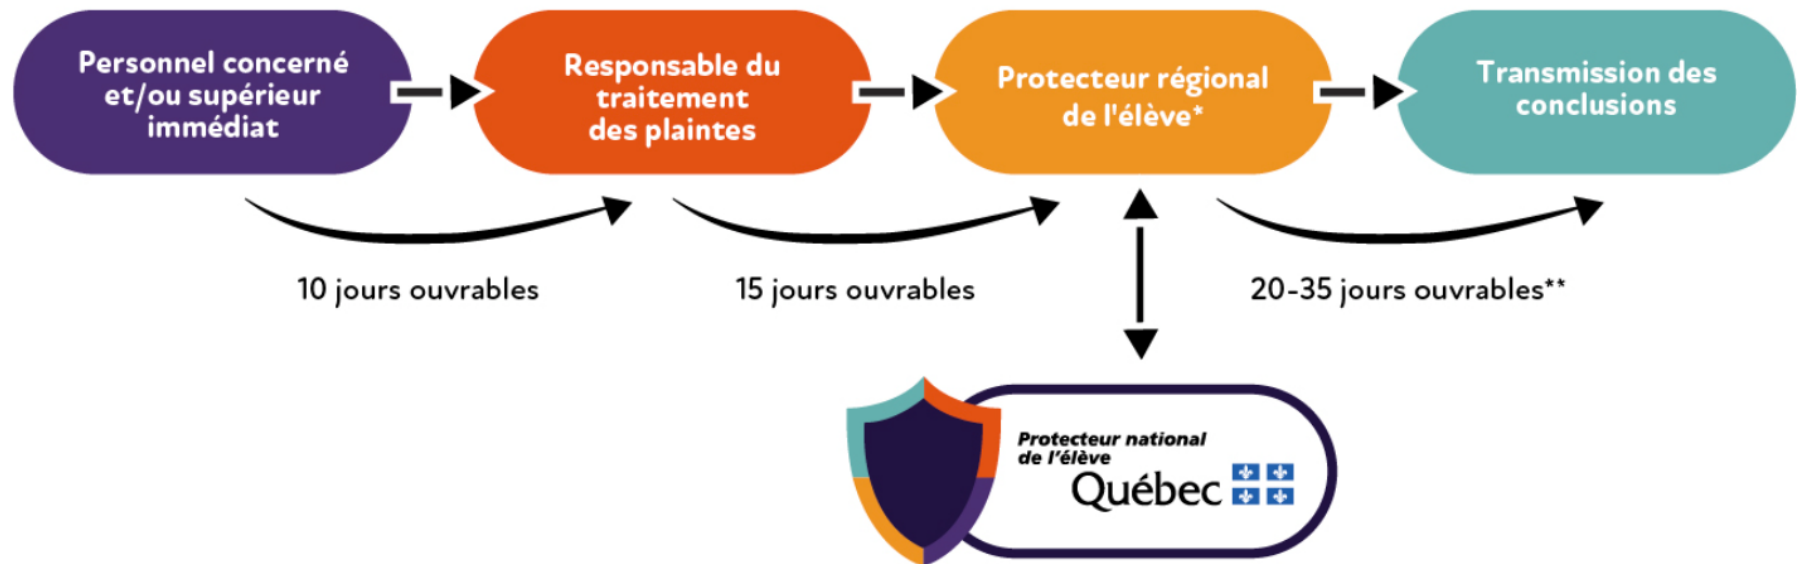 Personnel concerné
et/ou supérieur
immédiat
Responsable du
traitement
des plaintes
Protecteur régional
de l'élève*
Transmission des
conclusions
10 jours ouvrables
15 jours ouvrables
20-35 jours ouvrables**
Protecteur national
de l'élève
Québec